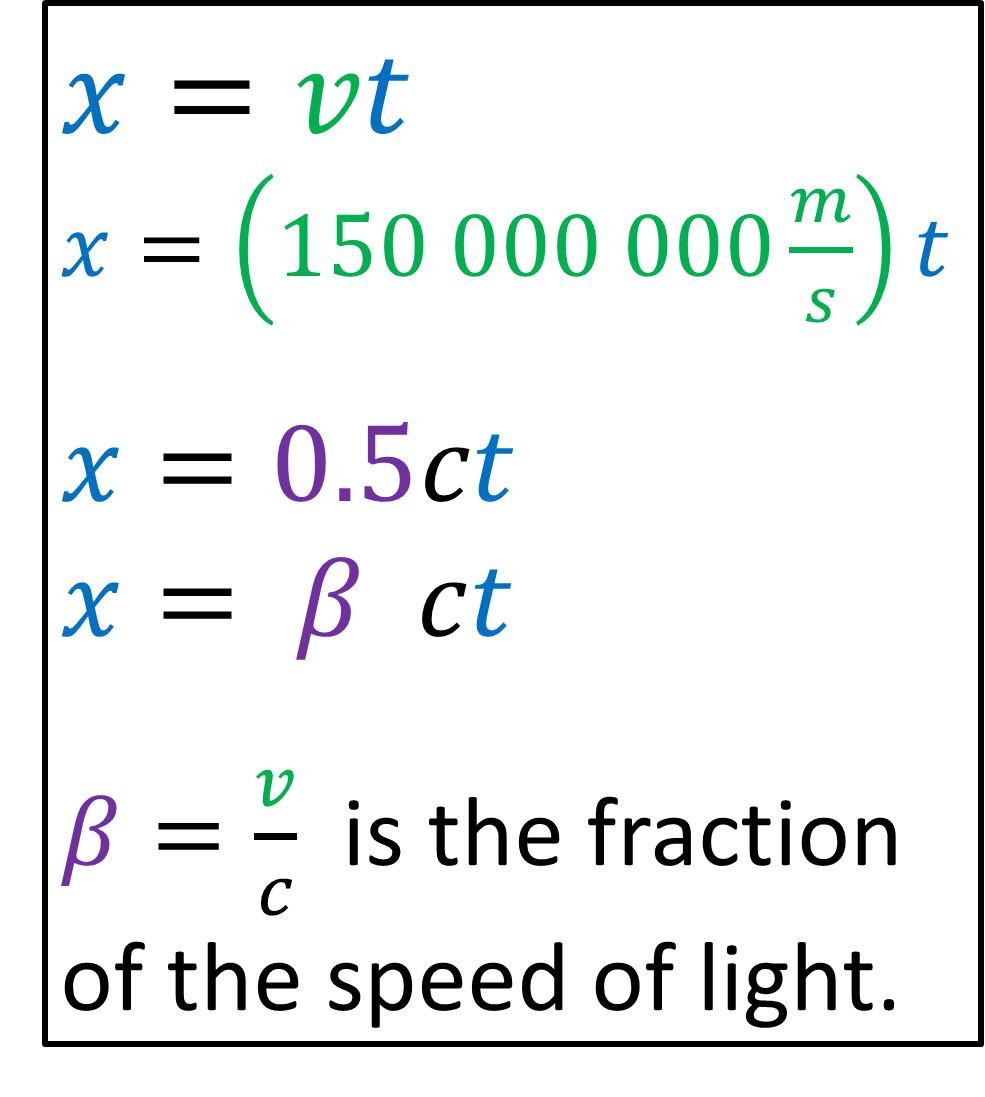 x = vt
x = (150 000 000 m/s) t
x = 0.5ct
x = β ct
β = v/c is the fraction
of the speed of light.